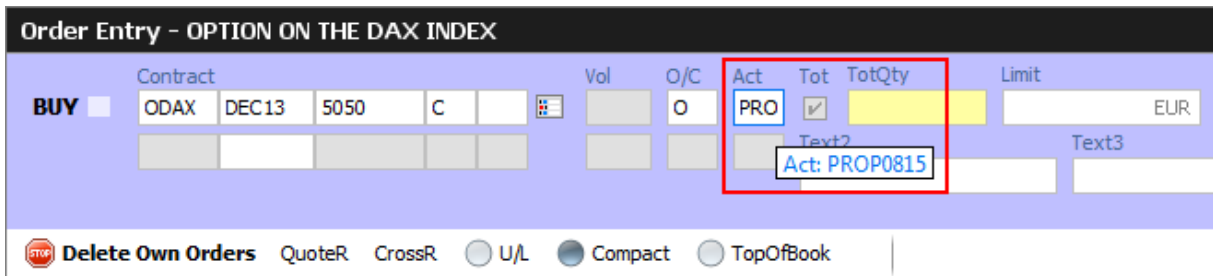 Order Entry - OPTION ON THE DAX INDEX
Contract Vol O/C Act Tot TotQty Limit
BUY ODAX DEC13 5050 C O PRO EUR
Text2 Text3
Act: PROP0815
STOP Delete Own Orders QuoteR CrossR U/L Compact TopOfBook